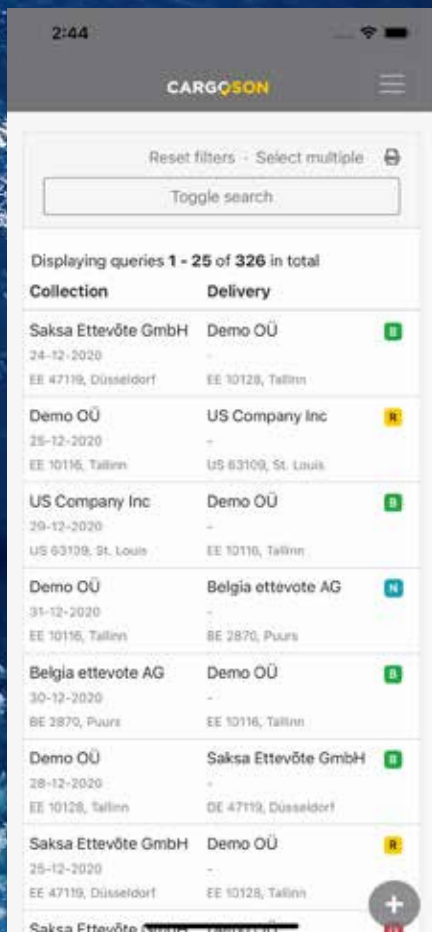 2:44
CARGOSON
Reset filters - Select multiple
Toggle search
Displaying queries 1 - 25 of 326 in total
Collection Delivery
Saksa Ettevõte GmbH Demo OÜ B
24-12-2020 -
EE 47119, Düsseldorf EE 10128, Tallinn
Demo OÜ US Company Inc R
25-12-2020 -
EE 10116, Tallinn US 63109, St. Louis
US Company Inc Demo OÜ B
29-12-2020 -
US 63109, St. Louis EE 10116, Tallinn
Demo OÜ Belgia ettevote AG N
31-12-2020 -
EE 10116, Tallinn BE 2870, Puurs
Belgia ettevote AG Demo OÜ B
30-12-2020 -
BE 2870, Puurs EE 10116, Tallinn
Demo OÜ Saksa Ettevõte GmbH B
28-12-2020 -
EE 10128, Tallinn DE 47119, Düsseldorf
Saksa Ettevõte GmbH Demo OÜ R
25-12-2020 -
EE 47119, Düsseldorf EE 10128, Tallinn
+
Saksa Ettevõte